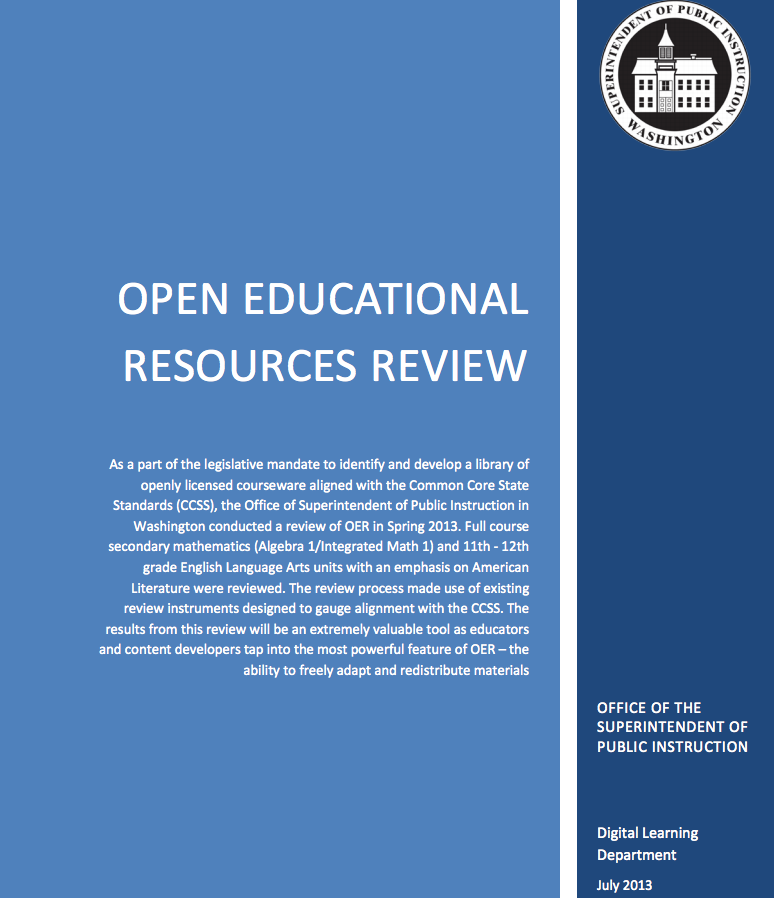 SUPERINTENDENT OF PUBLIC INSTRUCTION
WASHINGTON
OPEN EDUCATIONAL
RESOURCES REVIEW
As a part of the legislative mandate to identify and develop a library of
openly licensed courseware aligned with the Common Core State
Standards (CCSS), the Office of Superintendent of Public Instruction in
Washington conducted a review of OER in Spring 2013. Full course
secondary mathematics (Algebra 1/Integrated Math 1) and 11th - 12th
grade English Language Arts units with an emphasis on American
Literature were reviewed. The review process made use of existing
review instruments designed to gauge alignment with the CCSS. The
results from this review will be an extremely valuable tool as educators
and content developers tap into the most powerful feature of OER – the
ability to freely adapt and redistribute materials
OFFICE OF THE
SUPERINTENDENT OF
PUBLIC INSTRUCTION
Digital Learning
Department
July 2013